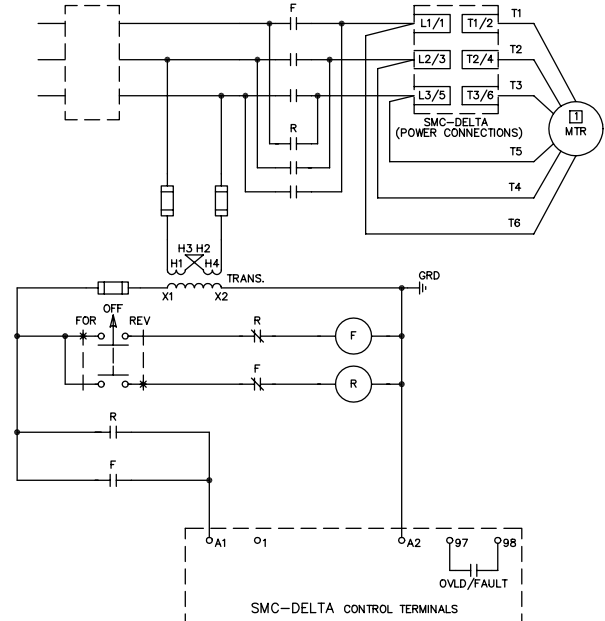 F
L1/1 T1/2 T1
L2/3 T2/4 T2
L3/5 T3/6 T3
SMC-DELTA
(POWER CONNECTIONS)
1
MTR
R
T5
T4
T6
H3 H2
H1 H4
TRANS.
X1 X2
GRD
OFF
FOR REV
R
F
F
R
R
F
A1 1 A2 97 98
OVLD/FAULT
SMC-DELTA CONTROL TERMINALS